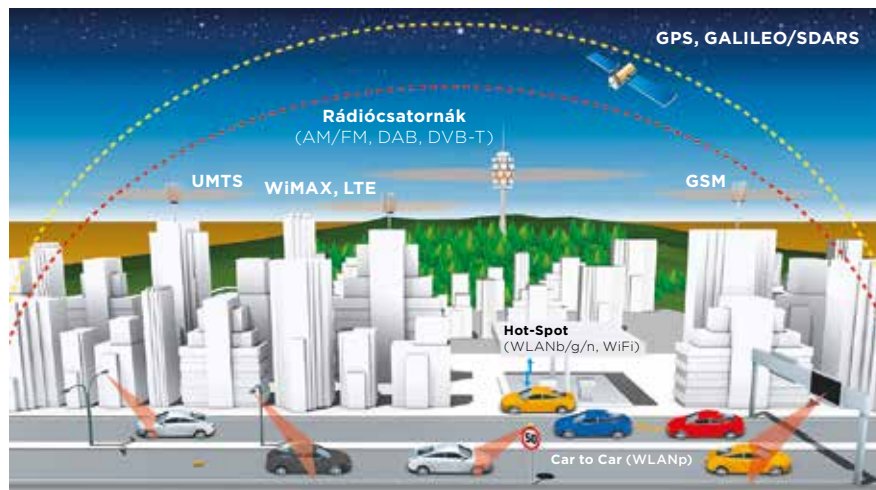 GPS, GALILEO/SDARS
Rádiócsatornák
(AM/FM, DAB, DVB-T)
UMTS
WiMAX, LTE
GSM
Hot-Spot
(WLANb/g/n, WiFi)
50
Car to Car (WLANp)